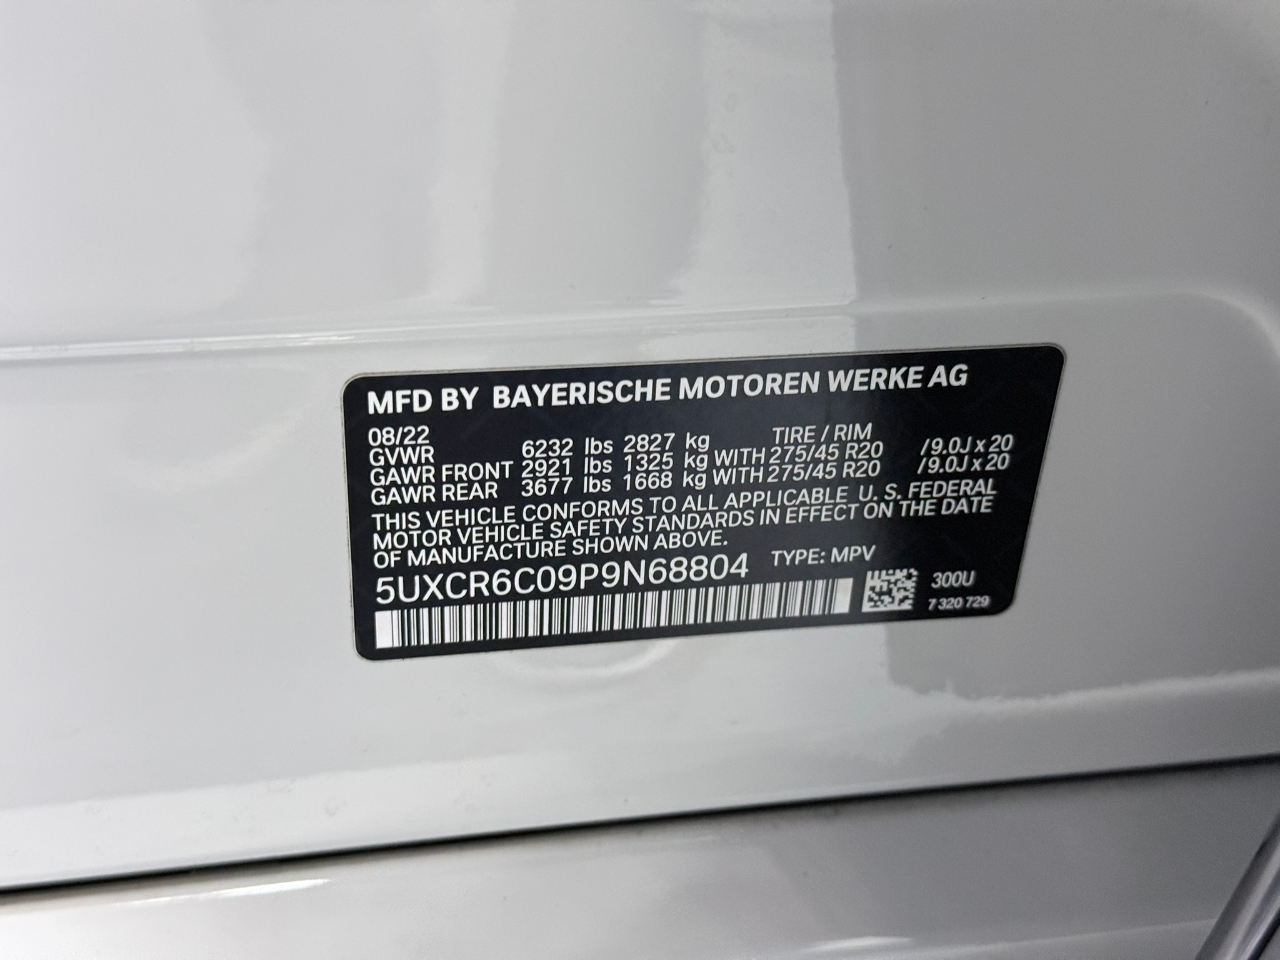 MFD BY BAYERISCHE MOTOREN WERKE AG
08/22 TIRE / RIM
GVWR 6232 lbs 2827 kg
GAWR FRONT 2921 lbs 1325 kg WITH 275/45 R20 /9.0J x 20
GAWR REAR 3677 lbs 1668 kg WITH 275/45 R20 /9.0J x 20
THIS VEHICLE CONFORMS TO ALL APPLICABLE U. S. FEDERAL
MOTOR VEHICLE SAFETY STANDARDS IN EFFECT ON THE DATE
OF MANUFACTURE SHOWN ABOVE.
5UXCR6C09P9N68804 TYPE: MPV
300U
7 320 729